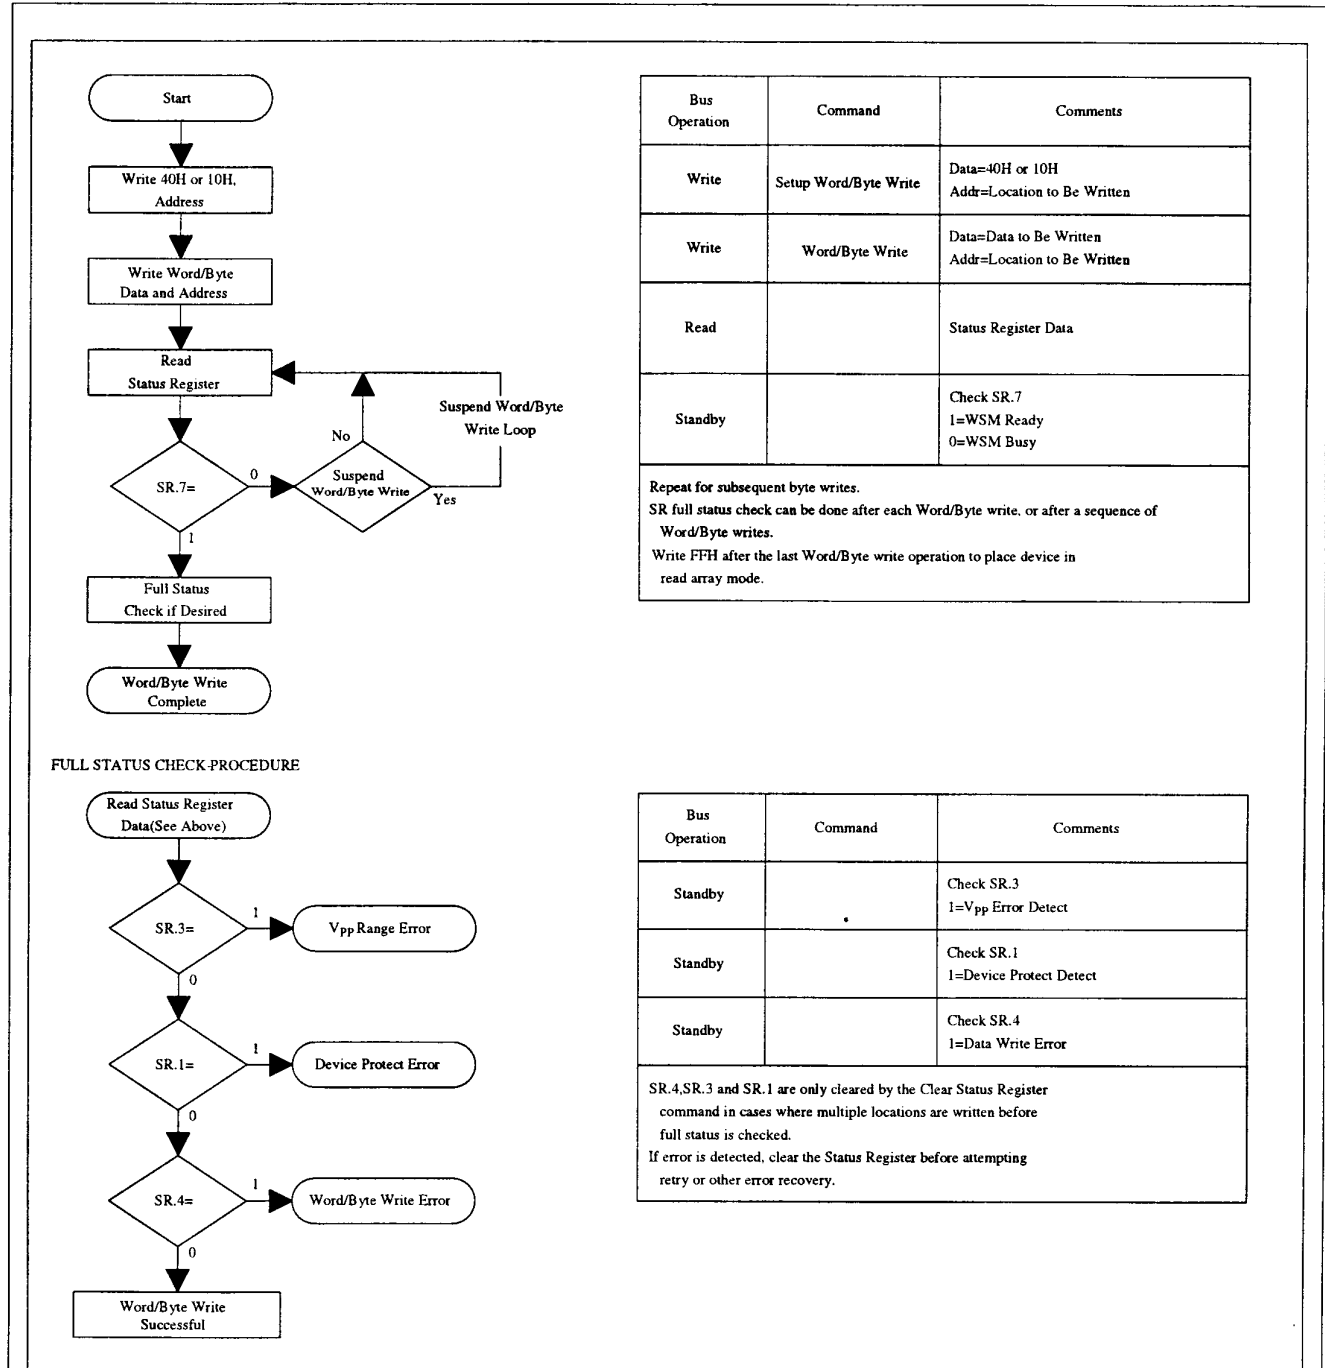 Start
Write 40H or 10H,
Address
Write Word/Byte
Data and Address
Read
Status Register
Suspend Word/Byte
Write Loop
No
SR.7=
0
Suspend
Word/Byte Write
Yes
1
Full Status
Check if Desired
Word/Byte Write
Complete
Bus
Operation
Command
Comments
Write
Setup Word/Byte Write
Data=40H or 10H
Addr=Location to Be Written
Write
Word/Byte Write
Data=Data to Be Written
Addr=Location to Be Written
Read
Status Register Data
Standby
Check SR.7
1=WSM Ready
0=WSM Busy
Repeat for subsequent byte writes.
SR full status check can be done after each Word/Byte write, or after a sequence of
Word/Byte writes.
Write FFH after the last Word/Byte write operation to place device in
read array mode.
FULL STATUS CHECK PROCEDURE
Read Status Register
Data(See Above)
SR.3=
1
VPP Range Error
0
SR.1=
1
Device Protect Error
0
SR.4=
1
Word/Byte Write Error
0
Word/Byte Write
Successful
Bus
Operation
Command
Comments
Standby
Check SR.3
1=VPP Error Detect
Standby
Check SR.1
1=Device Protect Detect
Standby
Check SR.4
1=Data Write Error
SR.4,SR.3 and SR.1 are only cleared by the Clear Status Register
command in cases where multiple locations are written before
full status is checked.
If error is detected, clear the Status Register before attempting
retry or other error recovery.